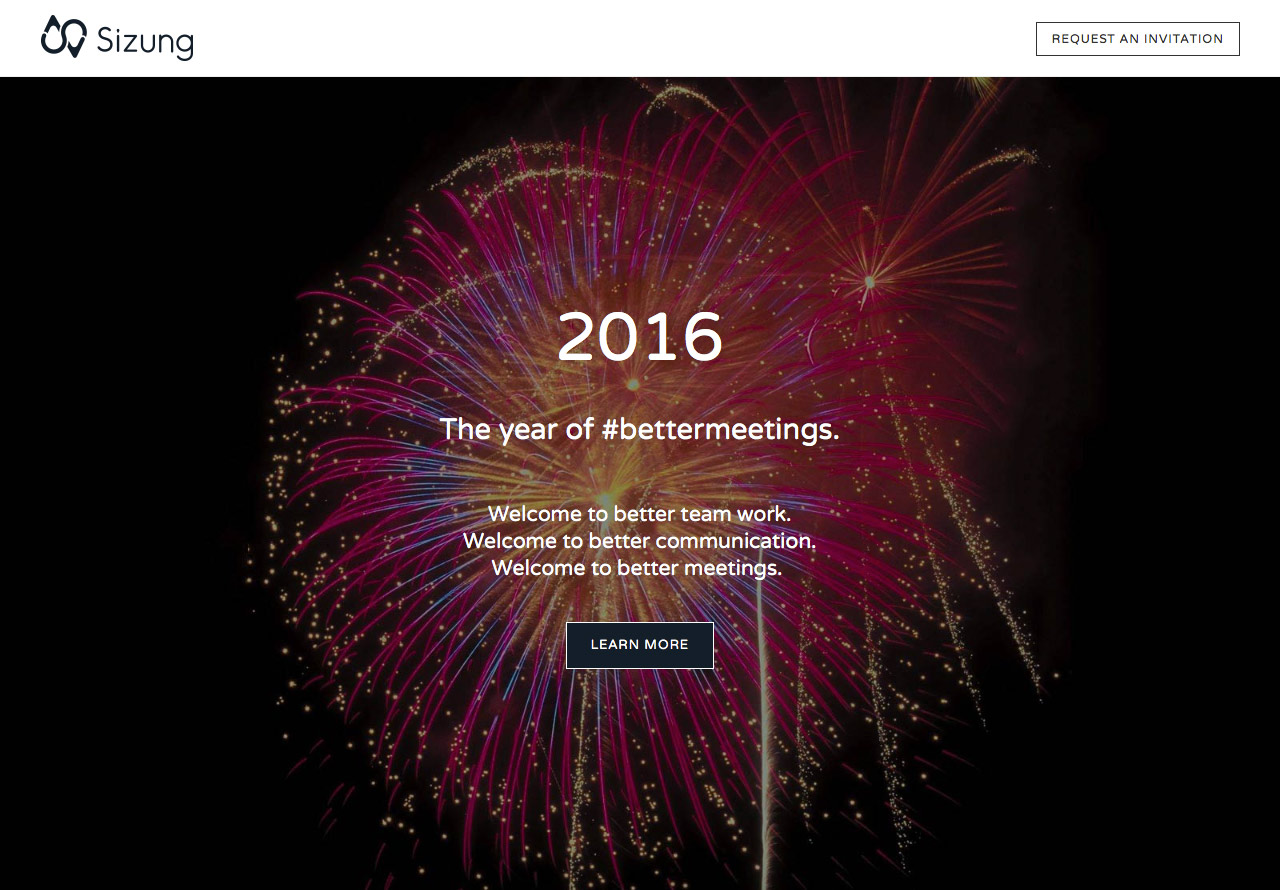 Sizung
REQUEST AN INVITATION
2016
The year of #bettermeetings.
Welcome to better team work.
Welcome to better communication.
Welcome to better meetings.
LEARN MORE